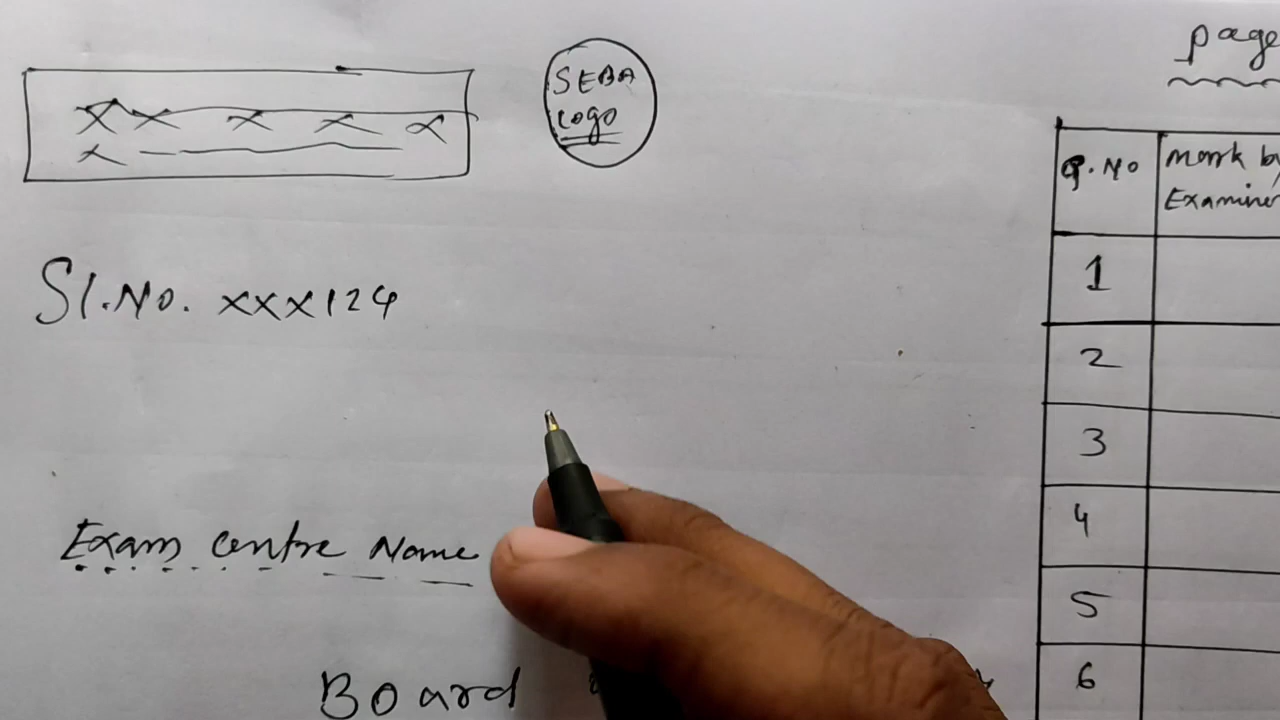 X X X X X
X
SEBA
Logo
Sl.No. XXX124
Exam Centre Name
Board
page
Q.No
Mark by
Examiner
1
2
3
4
5
6